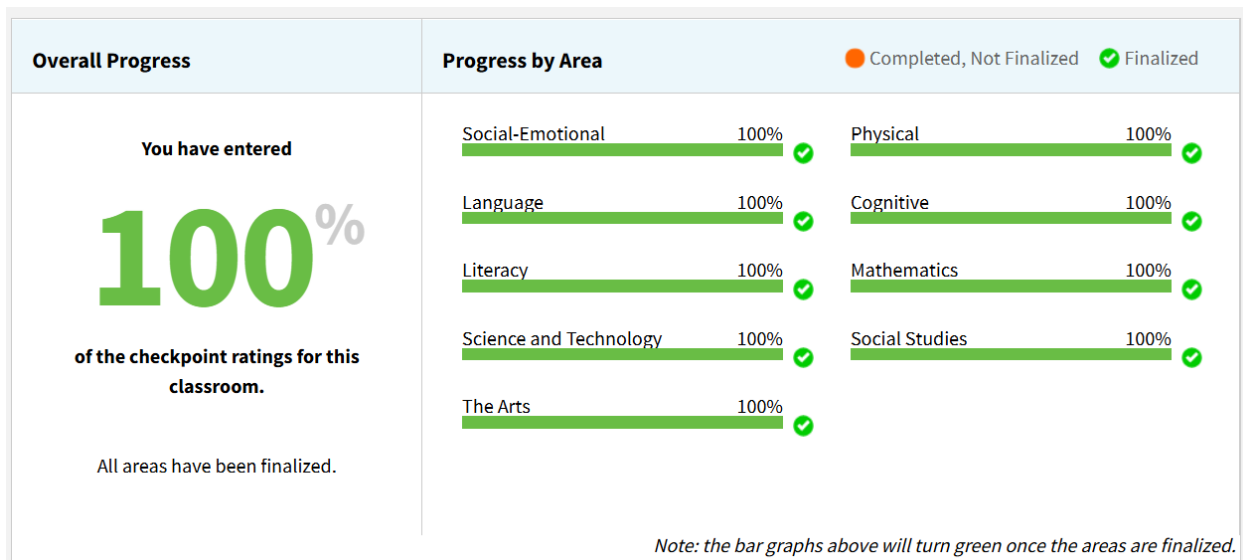 Overall Progress
You have entered
100%
of the checkpoint ratings for this
classroom.
All areas have been finalized.
Progress by Area
Completed, Not Finalized Finalized
Social-Emotional 100%
Physical 100%
Language 100%
Cognitive 100%
Literacy 100%
Mathematics 100%
Science and Technology 100%
Social Studies 100%
The Arts 100%
Note: the bar graphs above will turn green once the areas are finalized.